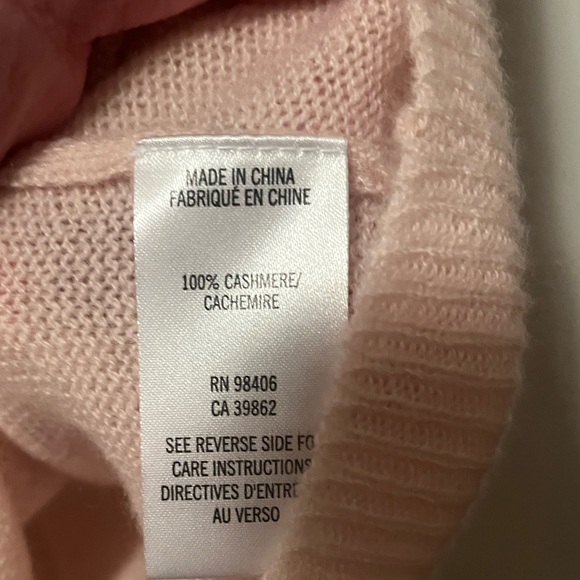 MADE IN CHINA
FABRIQUÉ EN CHINE
100% CASHMERE/
CACHEMIRE
RN 98406
CA 39862
SEE REVERSE SIDE FO
CARE INSTRUCTIONS
DIRECTIVES D'ENTRE
AU VERSO